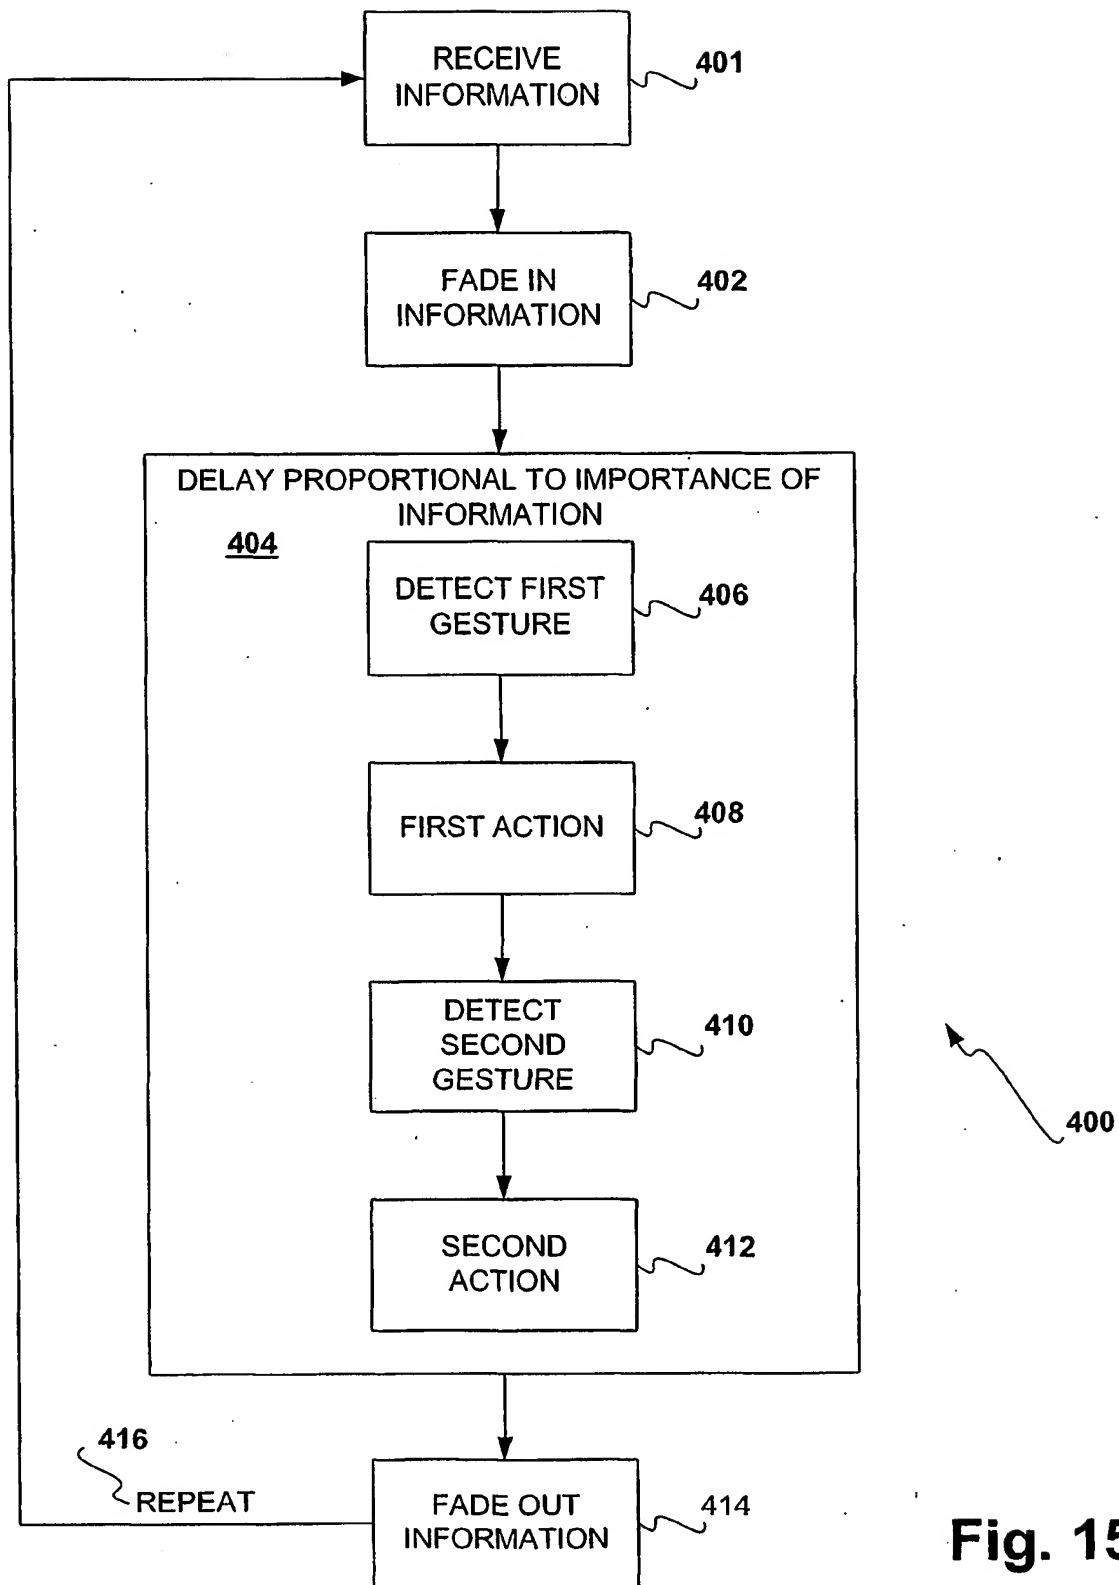 RECEIVE
INFORMATION
401
FADE IN
INFORMATION
402
DELAY PROPORTIONAL TO IMPORTANCE OF
INFORMATION
404
DETECT FIRST
GESTURE
406
FIRST ACTION
408
DETECT
SECOND
GESTURE
410
400
SECOND
ACTION
412
416
REPEAT
FADE OUT
INFORMATION
414
Fig. 15